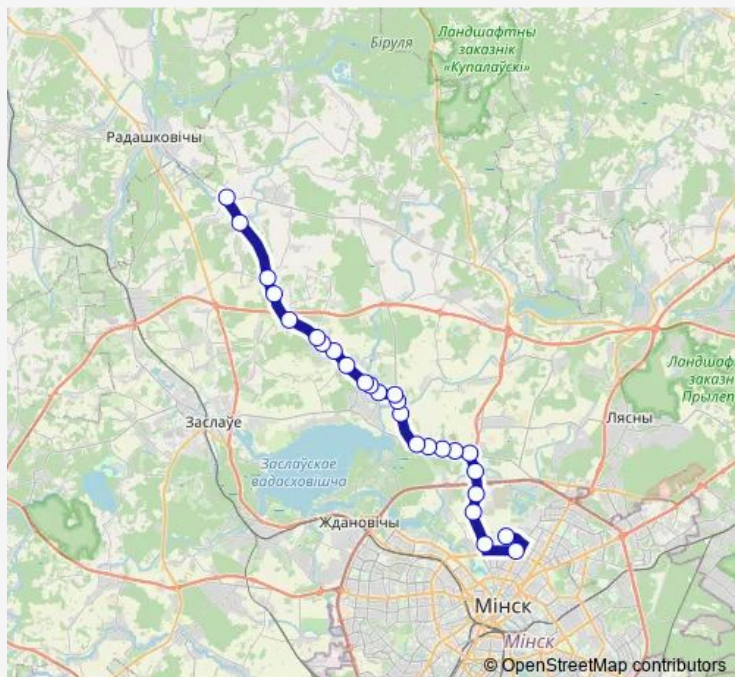 Біруля
Ландшафтны
заказнік
«Купалаўскі»
Радашковічы
Ландшаф
заказ
Прылеп
Заслаўе
Лясны
Заслаўскае
вадасховішча
Ждановічы
Мінск
Мінск
© OpenStreetMap contributors